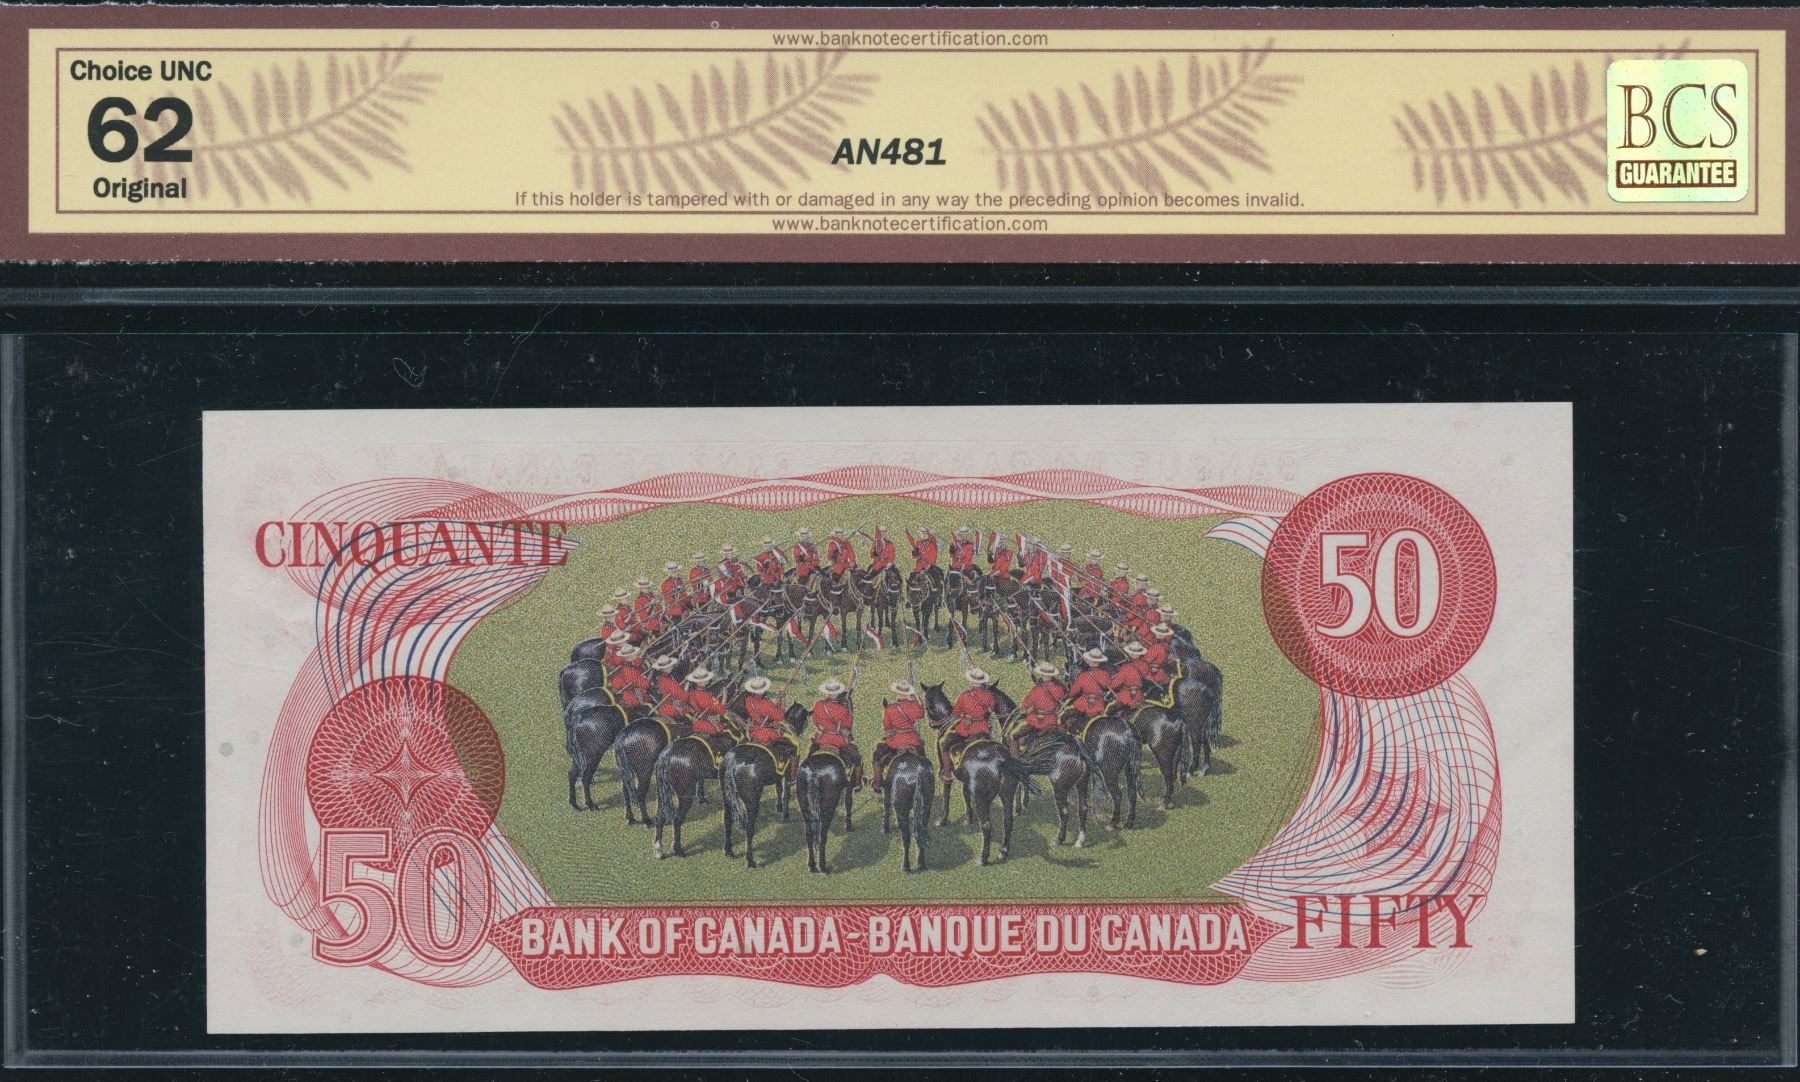 www.banknotecertification.com
Choice UNC
62
Original
AN481
BCS
GUARANTEE
If this holder is tampered with or damaged in any way the preceding opinion becomes invalid.
www.banknotecertification.com
CINQUANTE
50
50
BANK OF CANADA - BANQUE DU CANADA
FIFTY